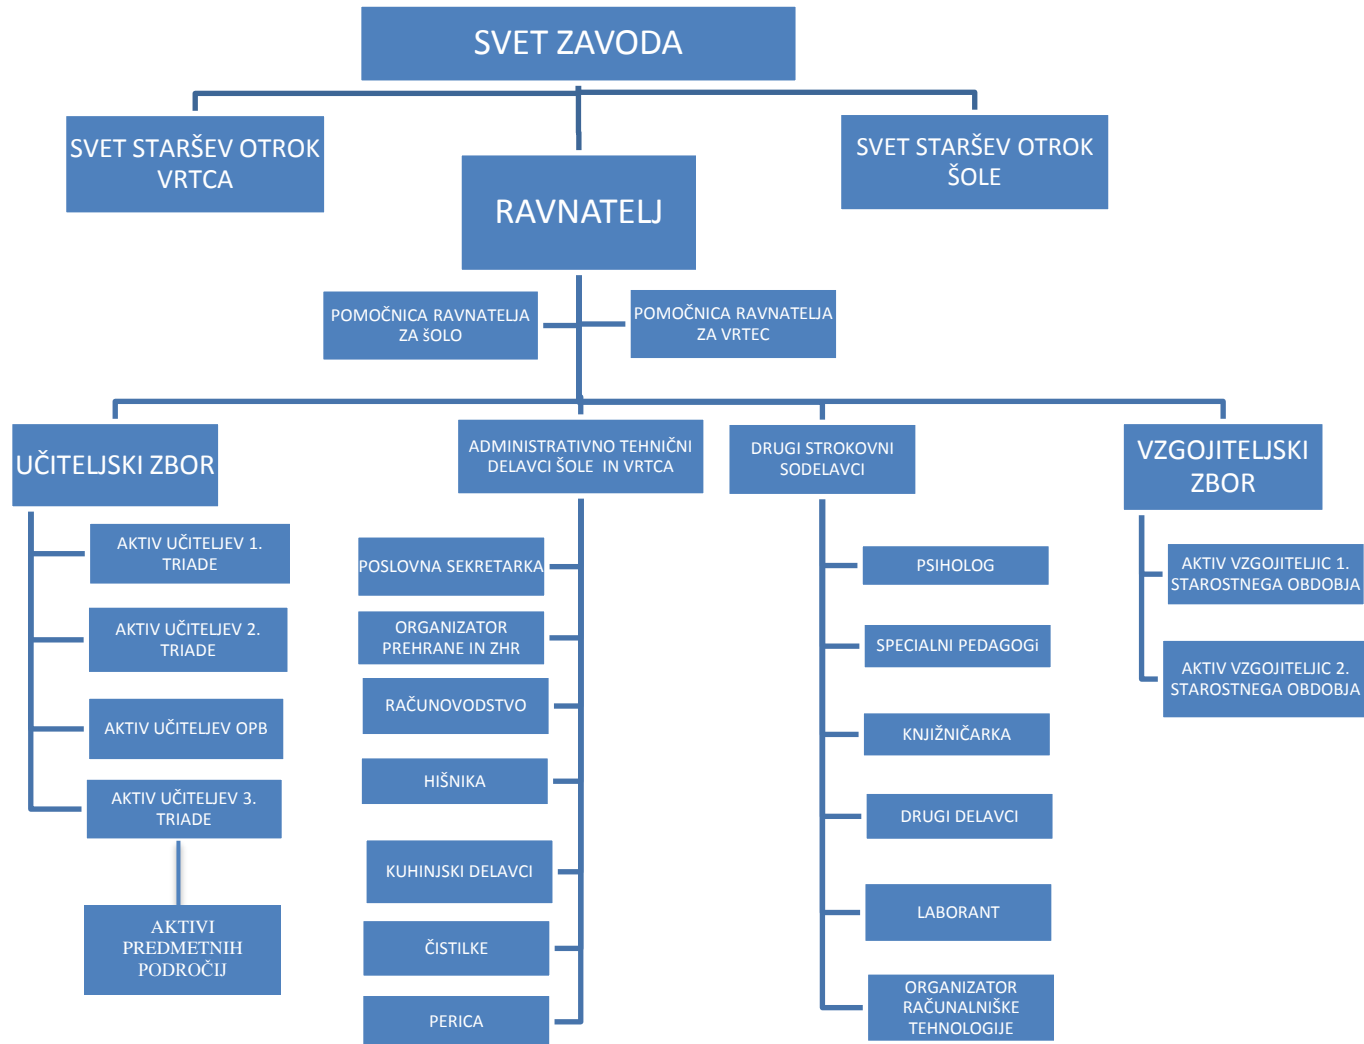 SVET ZAVODA
SVET STARŠEV OTROK
VRTCA
SVET STARŠEV OTROK
ŠOLE
RAVNATELJ
POMOČNICA RAVNATELJA
ZA šOLO
POMOČNICA RAVNATELJA
ZA VRTEC
UČITELJSKI ZBOR
AKTIV UČITELJEV 1.
TRIADE
AKTIV UČITELJEV 2.
TRIADE
AKTIV UČITELJEV OPB
AKTIV UČITELJEV 3.
TRIADE
AKTIVI
PREDMETNIH
PODROČIJ
ADMINISTRATIVNO TEHNIČNI
DELAVCI ŠOLE IN VRTCA
POSLOVNA SEKRETARKA
ORGANIZATOR
PREHRANE IN ZHR
RAČUNOVODSTVO
HIŠNIKA
KUHINJSKI DELAVCI
ČISTILKE
PERICA
DRUGI STROKOVNI
SODELAVCI
PSIHOLOG
SPECIALNI PEDAGOGi
KNJIŽNIČARKA
DRUGI DELAVCI
LABORANT
ORGANIZATOR
RAČUNALNIŠKE
TEHNOLOGIJE
VZGOJITELJSKI
ZBOR
AKTIV VZGOJITELJIC 1.
STAROSTNEGA OBDOBJA
AKTIV VZGOJITELJIC 2.
STAROSTNEGA OBDOBJA